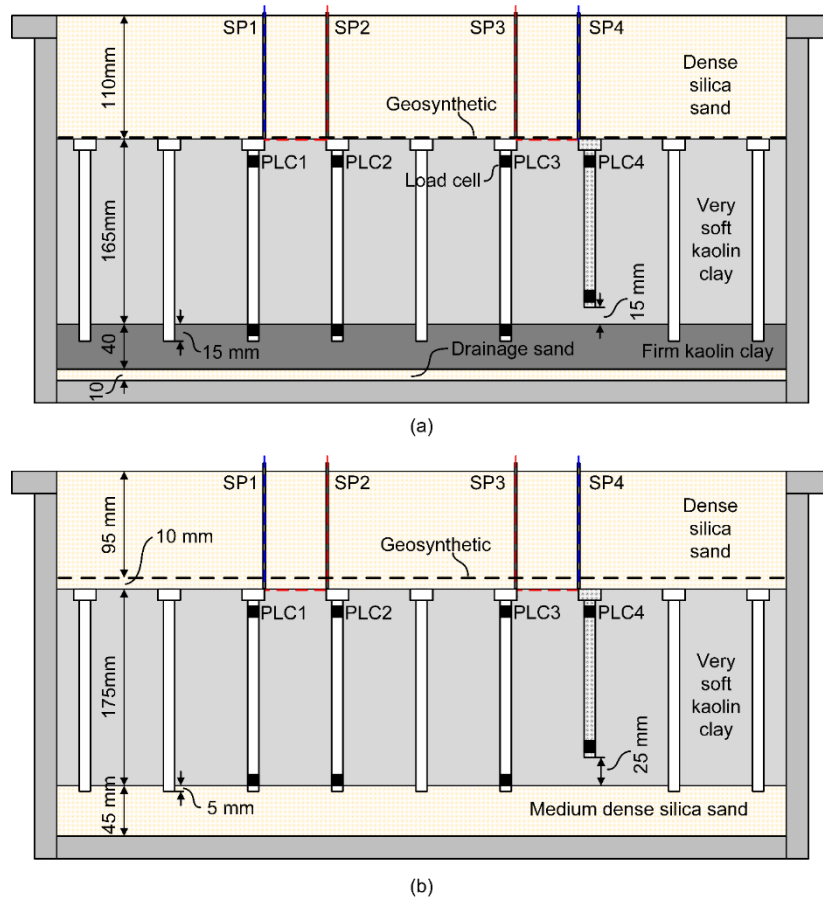 SP1
SP2
SP3
SP4
110mm
Dense
silica
sand
Geosynthetic
PLC1
PLC2
Load cell
PLC3
PLC4
165mm
Very
soft
kaolin
clay
15 mm
40
15 mm
Drainage sand
Firm kaolin clay
10
(a)
SP1
SP2
SP3
SP4
95 mm
10 mm
Geosynthetic
Dense
silica
sand
PLC1
PLC2
PLC3
PLC4
175mm
Very
soft
kaolin
clay
25 mm
45 mm
5 mm
Medium dense silica sand
(b)